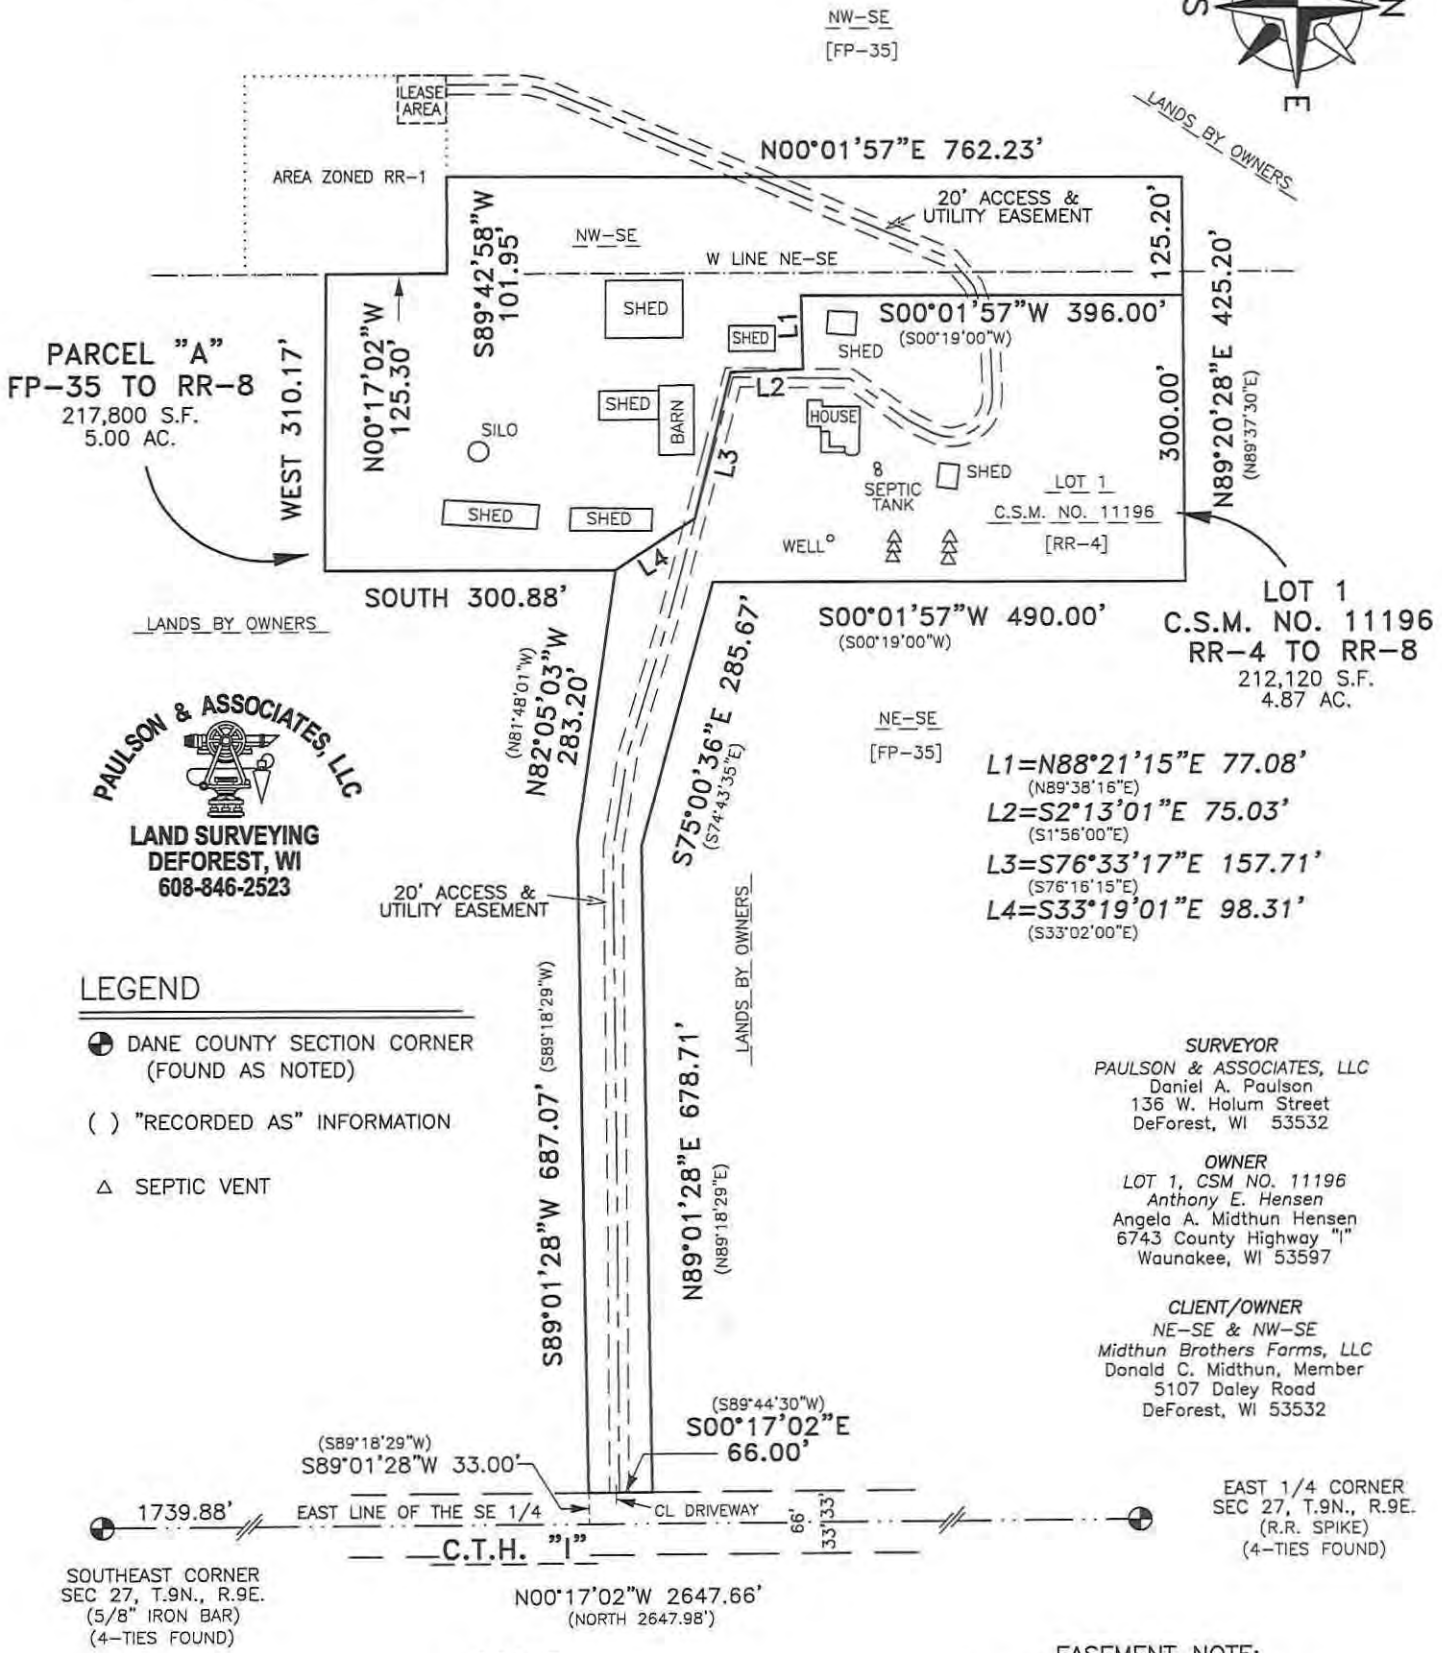 NW-SE
[FP-35]
S
N
E
LANDS BY OWNERS
LEASE
AREA
AREA ZONED RR-1
N00°01'57"E 762.23'
20' ACCESS &
UTILITY EASEMENT
S89°42'58"W
101.95'
NW-SE
W LINE NE-SE
125.20'
N89°20'28"E 425.20'
(N89°37'30"E)
PARCEL "A"
FP-35 TO RR-8
217,800 S.F.
5.00 AC.
WEST 310.17'
N00°17'02"W
125.30'
SHED
SHED
L1
S00°01'57"W 396.00'
(S00°19'00"W)
SHED
L2
300.00'
SHED
BARN
HOUSE
SILO
L3
8
SEPTIC
TANK
SHED
LOT 1
C.S.M. NO. 11196
[RR-4]
SHED
SHED
WELL
L4
SOUTH 300.88'
S00°01'57"W 490.00'
(S00°19'00"W)
LOT 1
C.S.M. NO. 11196
RR-4 TO RR-8
212,120 S.F.
4.87 AC.
LANDS BY OWNERS
(N81°48'01"W)
N82°05'03"W
283.20'
S75°00'36"E 285.67'
(S74°43'35"E)
NE-SE
[FP-35]
PAULSON & ASSOCIATES, LLC
LAND SURVEYING
DEFOREST, WI
608-846-2523
L1=N88°21'15"E 77.08'
(N89°38'16"E)
L2=S2°13'01"E 75.03'
(S1°56'00"E)
L3=S76°33'17"E 157.71'
(S76°16'15"E)
L4=S33°19'01"E 98.31'
(S33°02'00"E)
20' ACCESS &
UTILITY EASEMENT
LANDS BY OWNERS
LEGEND
DANE COUNTY SECTION CORNER
(FOUND AS NOTED)
( ) "RECORDED AS" INFORMATION
SEPTIC VENT
S89°01'28"W 687.07' (S89°18'29"W)
N89°01'28"E 678.71'
(N89°18'29"E)
SURVEYOR
PAULSON & ASSOCIATES, LLC
Daniel A. Paulson
136 W. Holum Street
DeForest, WI 53532
OWNER
LOT 1, CSM NO. 11196
Anthony E. Hensen
Angela A. Midthun Hensen
6743 County Highway "I"
Waunakee, WI 53597
CLIENT/OWNER
NE-SE & NW-SE
Midthun Brothers Farms, LLC
Donald C. Midthun, Member
5107 Daley Road
DeForest, WI 53532
(S89°44'30"W)
S00°17'02"E
66.00'
(S89°18'29"W)
S89°01'28"W 33.00'
1739.88'
EAST LINE OF THE SE 1/4
CL DRIVEWAY
66'
33' 33'
C.T.H. "I"
EAST 1/4 CORNER
SEC 27, T.9N., R.9E.
(R.R. SPIKE)
(4-TIES FOUND)
SOUTHEAST CORNER
SEC 27, T.9N., R.9E.
(5/8" IRON BAR)
(4-TIES FOUND)
N00°17'02"W 2647.66'
(NORTH 2647.98')
EASEMENT NOTE: